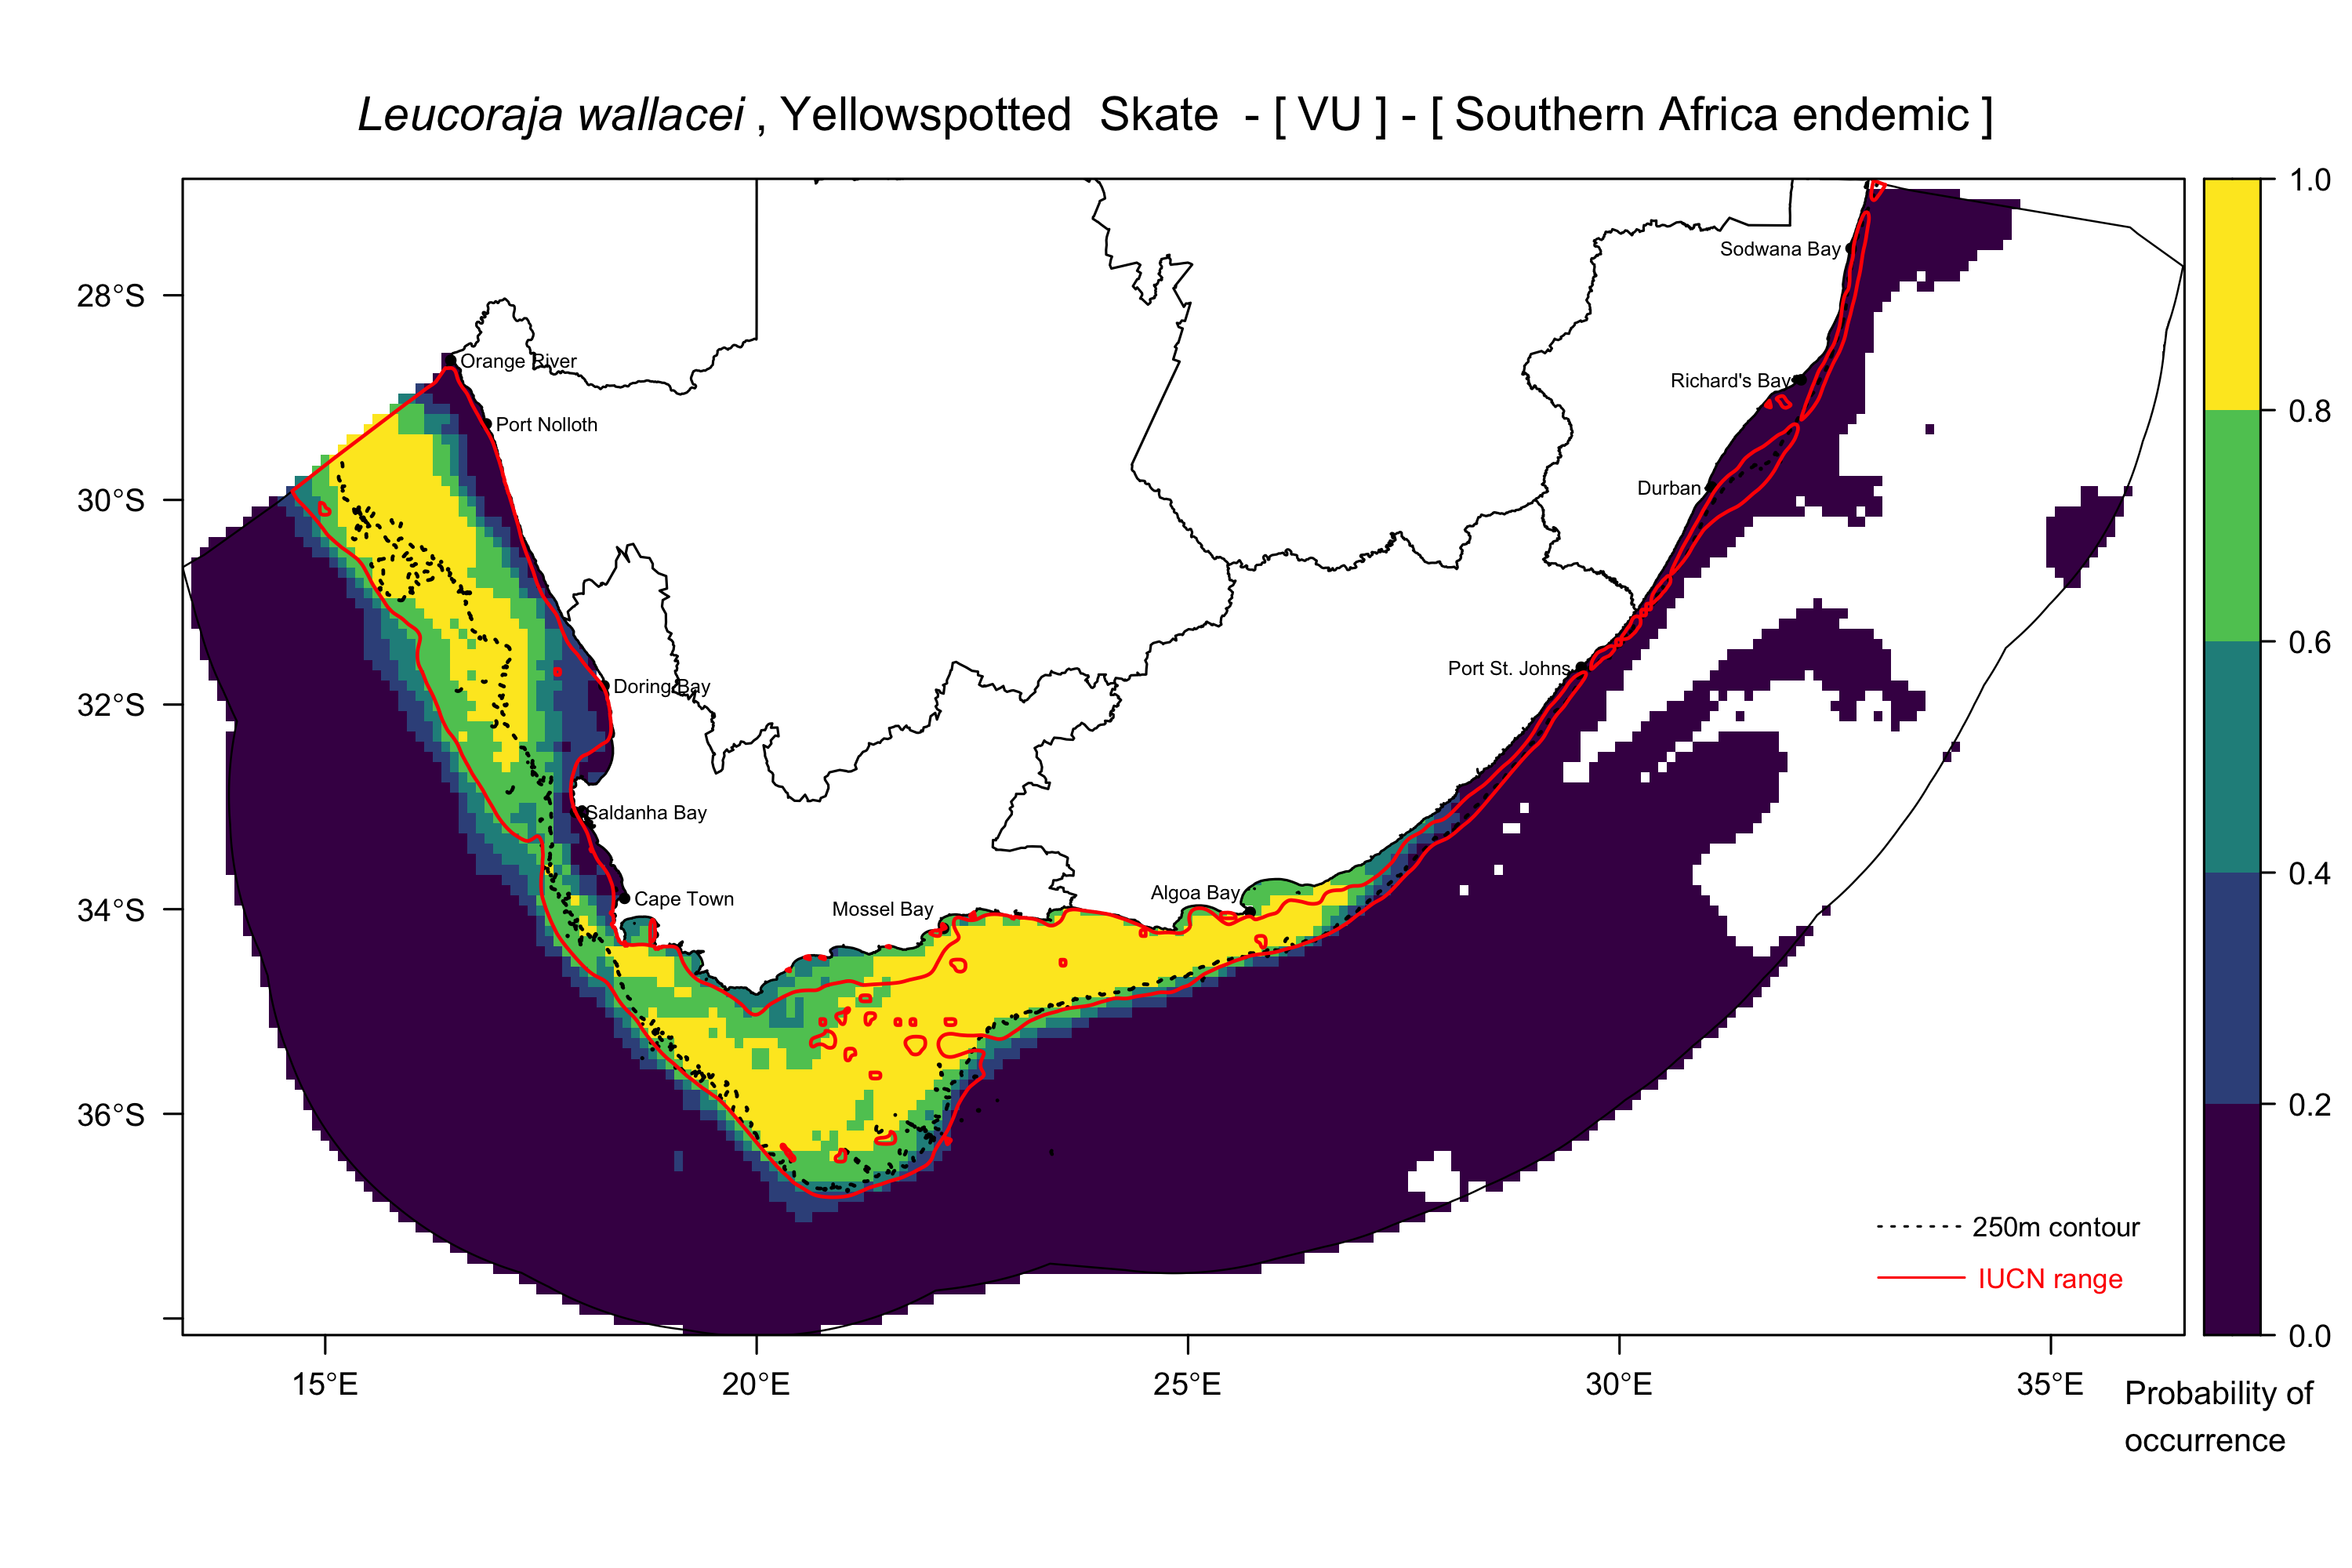 Leucoraja wallacei , Yellowspotted Skate - [ VU ] - [ Southern Africa endemic ]
1.0
Sodwana Bay
28°S
Orange River
Richard's Bay
0.8
Port Nolloth
Durban
30°S
0.6
Port St. Johns
Doring Bay
32°S
Saldanha Bay
0.4
Algoa Bay
Cape Town
Mossel Bay
34°S
0.2
36°S
250m contour
IUCN range
0.0
15°E
20°E
25°E
30°E
35°E
Probability of
occurrence